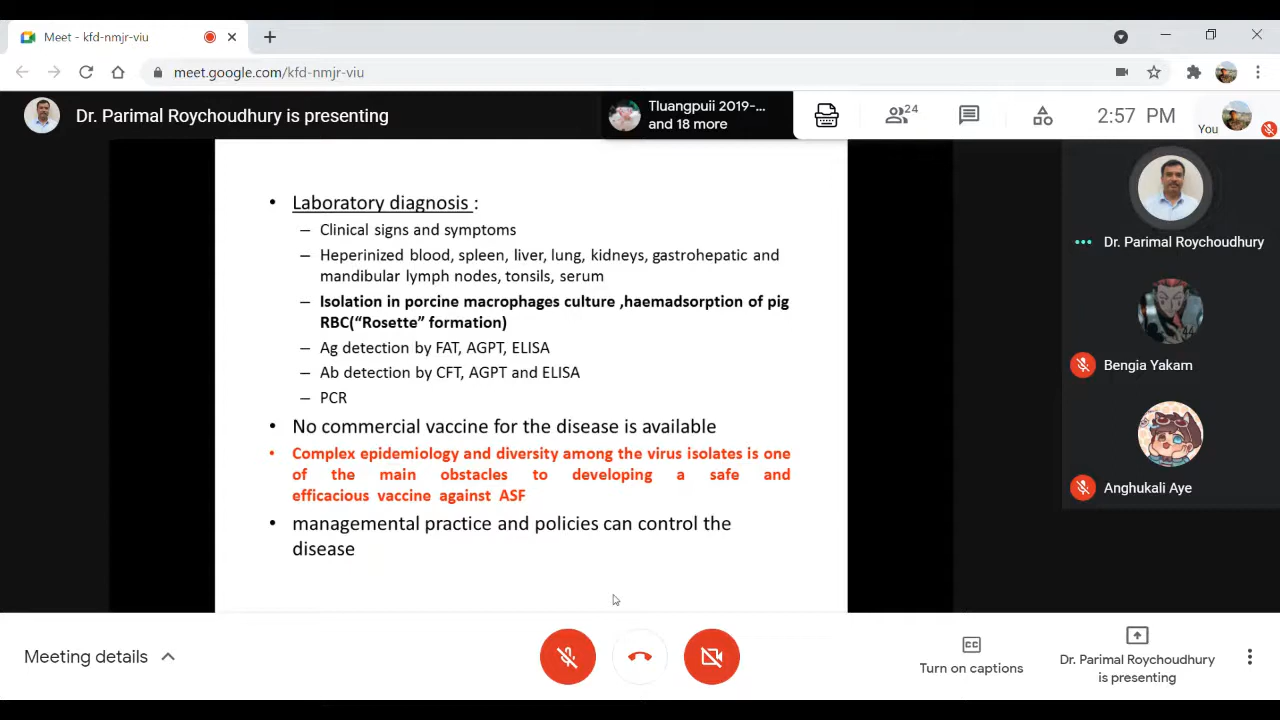 Meet - kfd-nmjr-viu
meet.google.com/kfd-nmjr-viu
Dr. Parimal Roychoudhury is presenting
Tluangpuii 2019-...
and 18 more
24
2:57 PM
You
• Laboratory diagnosis :
– Clinical signs and symptoms
– Heperinized blood, spleen, liver, lung, kidneys, gastrohepatic and
mandibular lymph nodes, tonsils, serum
– Isolation in porcine macrophages culture ,haemadsorption of pig
RBC(“Rosette” formation)
– Ag detection by FAT, AGPT, ELISA
– Ab detection by CFT, AGPT and ELISA
– PCR
• No commercial vaccine for the disease is available
• Complex epidemiology and diversity among the virus isolates is one
of the main obstacles to developing a safe and
efficacious vaccine against ASF
• managemental practice and policies can control the
disease
Dr. Parimal Roychoudhury
Bengia Yakam
Anghukali Aye
Meeting details
CC
Turn on captions
Dr. Parimal Roychoudhury
is presenting